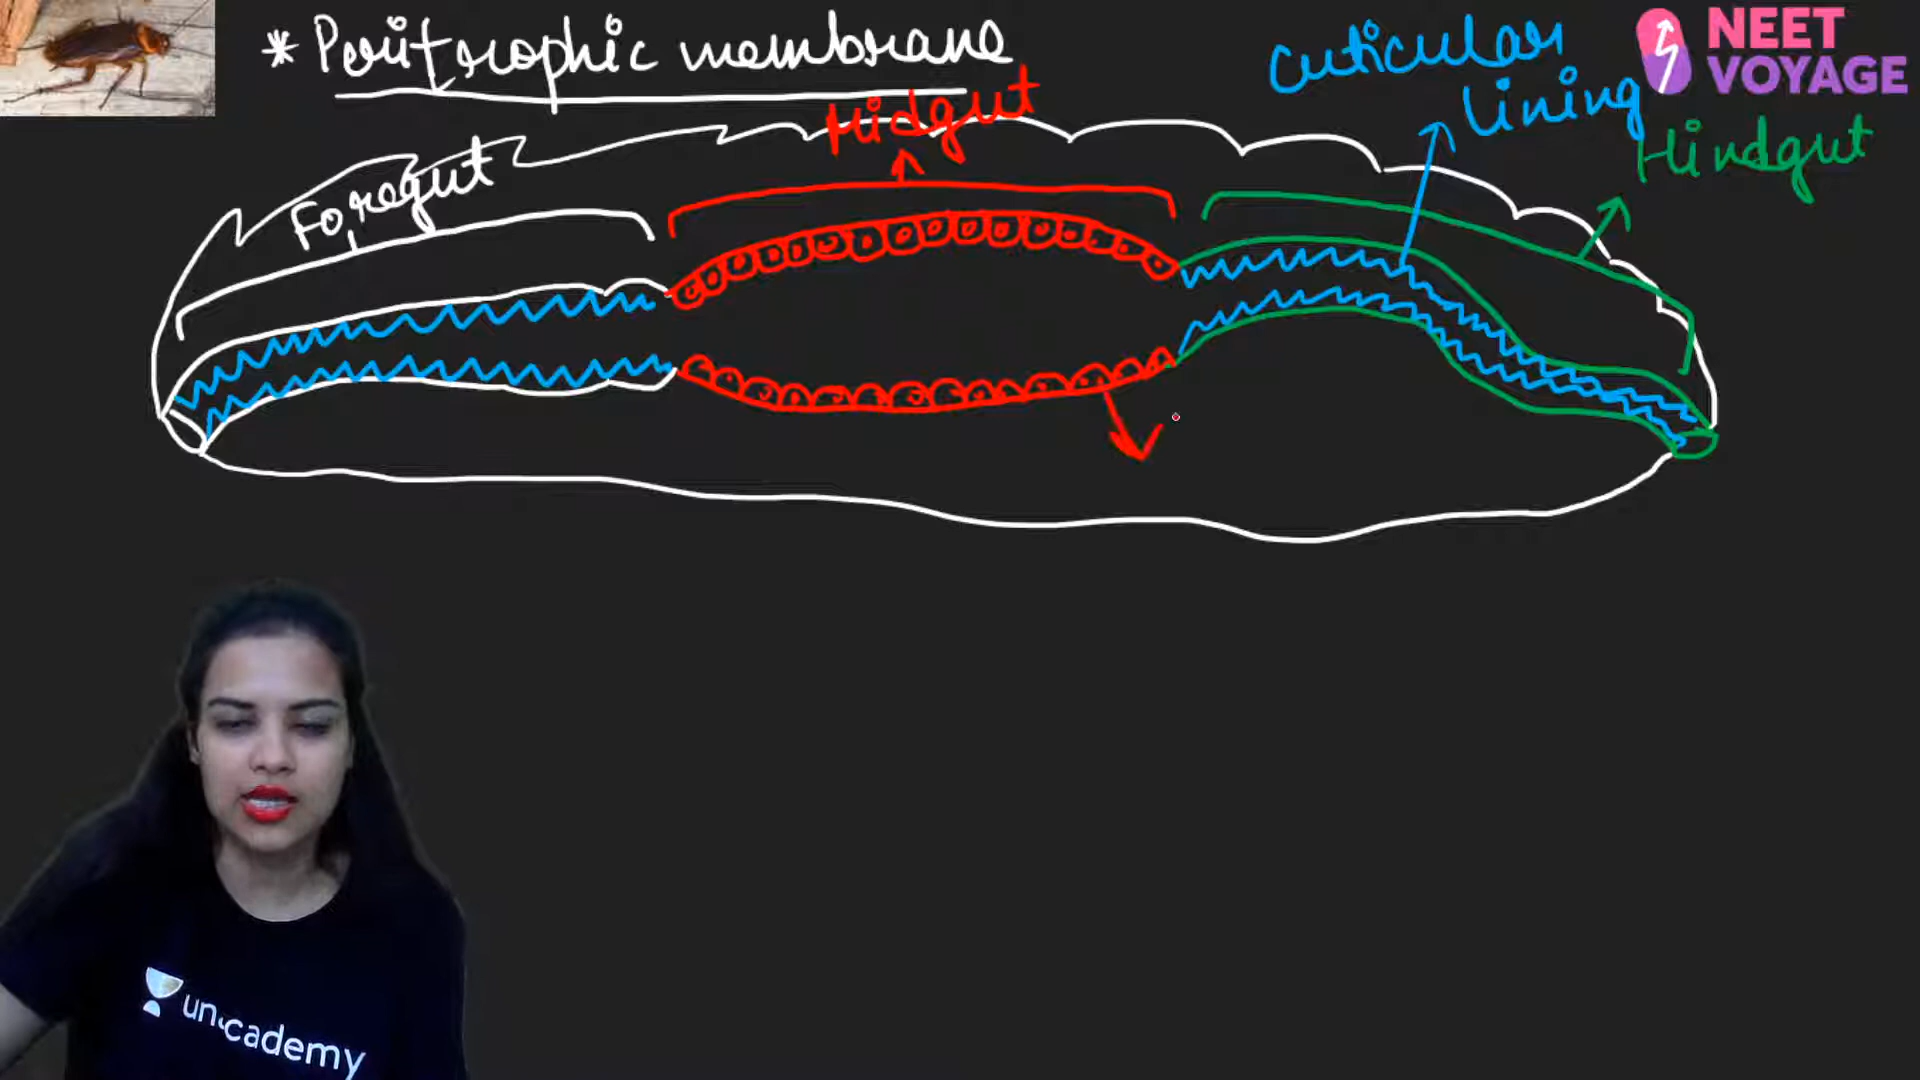 * Peritrophic membrane
cuticular
lining
NEET
VOYAGE
Midgut
Hindgut
Foregut
unacademy